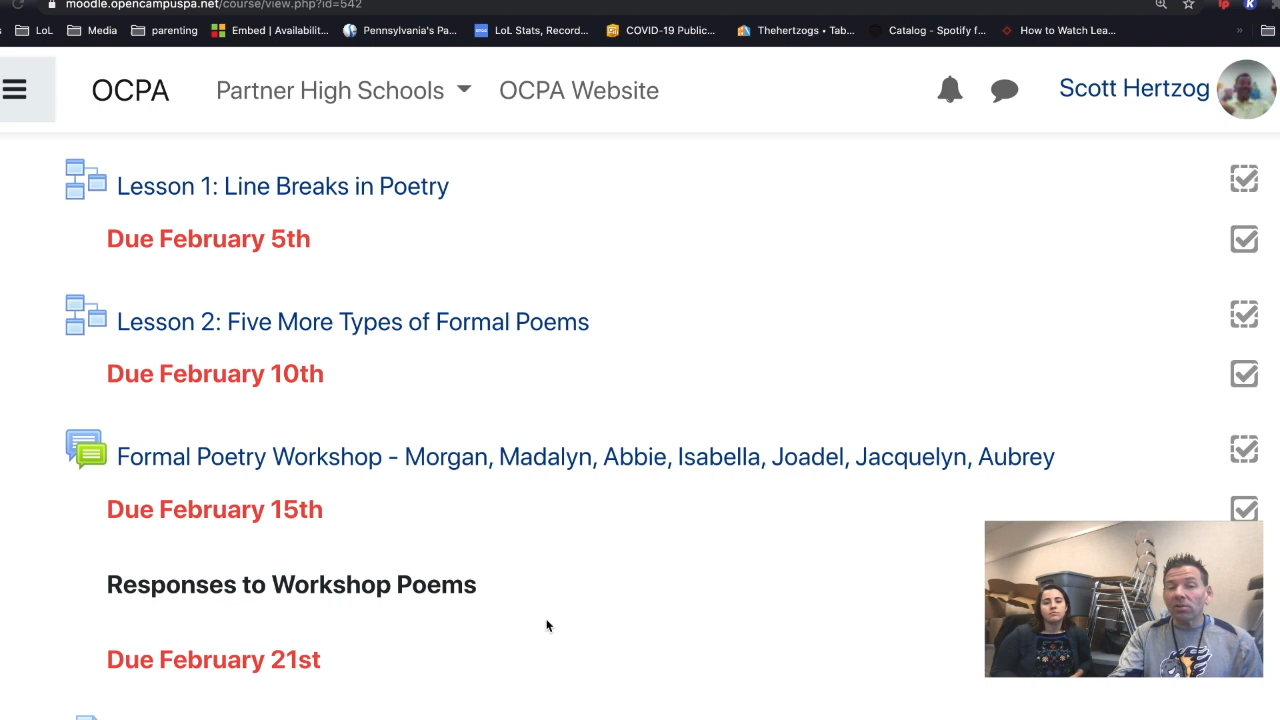 moodle.opencampuspa.net/course/view.php?id=542
LoL Media parenting Embed | Availabilit... Pennsylvania's Pa... LoL Stats, Record... COVID-19 Public... Thehertzogs • Tab... Catalog - Spotify f... How to Watch Lea... »
OCPA Partner High Schools OCPA Website Scott Hertzog
Lesson 1: Line Breaks in Poetry
Due February 5th
Lesson 2: Five More Types of Formal Poems
Due February 10th
Formal Poetry Workshop - Morgan, Madalyn, Abbie, Isabella, Joadel, Jacquelyn, Aubrey
Due February 15th
Responses to Workshop Poems
Due February 21st